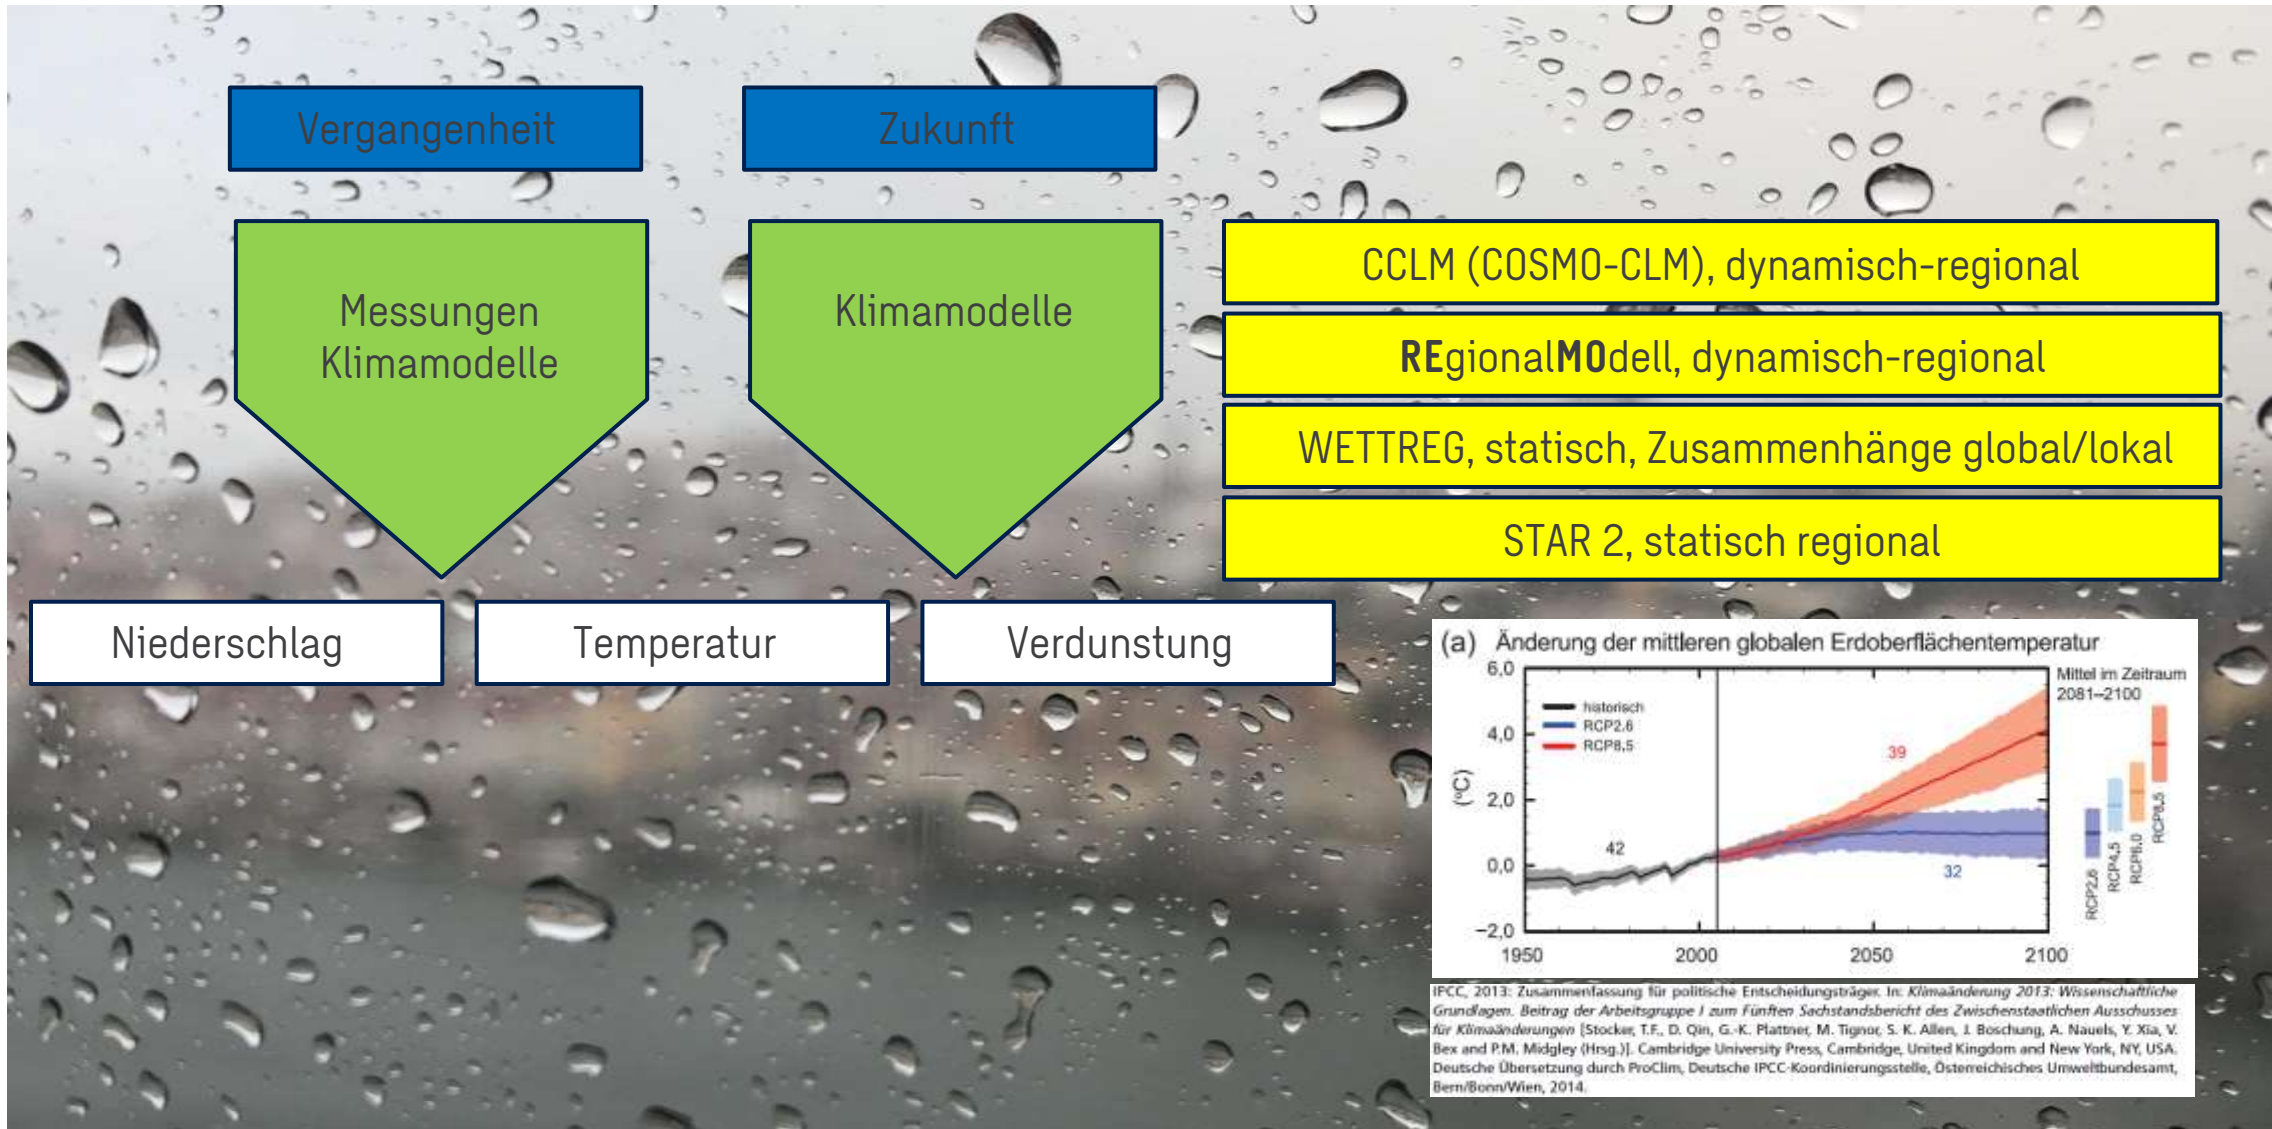 Vergangenheit
Zukunft
Messungen
Klimamodelle
Klimamodelle
CCLM (COSMO-CLM), dynamisch-regional
REgionalMOdell, dynamisch-regional
WETTREG, statisch, Zusammenhänge global/lokal
STAR 2, statisch regional
Niederschlag
Temperatur
Verdunstung
(a) Änderung der mittleren globalen Erdoberflächentemperatur
Mittel im Zeitraum
2081–2100
6,0
4,0
2,0
0,0
−2,0
(°C)
historisch
RCP2,6
RCP8,5
42
39
32
1950
2000
2050
2100
RCP2,6
RCP4,5
RCP6,0
RCP8,5
IPCC, 2013: Zusammenfassung für politische Entscheidungsträger. In: Klimaänderung 2013: Wissenschaftliche
Grundlagen. Beitrag der Arbeitsgruppe I zum Fünften Sachstandsbericht des Zwischenstaatlichen Ausschusses
für Klimaänderungen [Stocker, T.F., D. Qin, G.-K. Plattner, M. Tignor, S. K. Allen, J. Boschung, A. Nauels, Y. Xia, V.
Bex and P.M. Midgley (Hrsg.)]. Cambridge University Press, Cambridge, United Kingdom and New York, NY, USA.
Deutsche Übersetzung durch ProClim, Deutsche IPCC-Koordinierungsstelle, Österreichisches Umweltbundesamt,
Bern/Bonn/Wien, 2014.